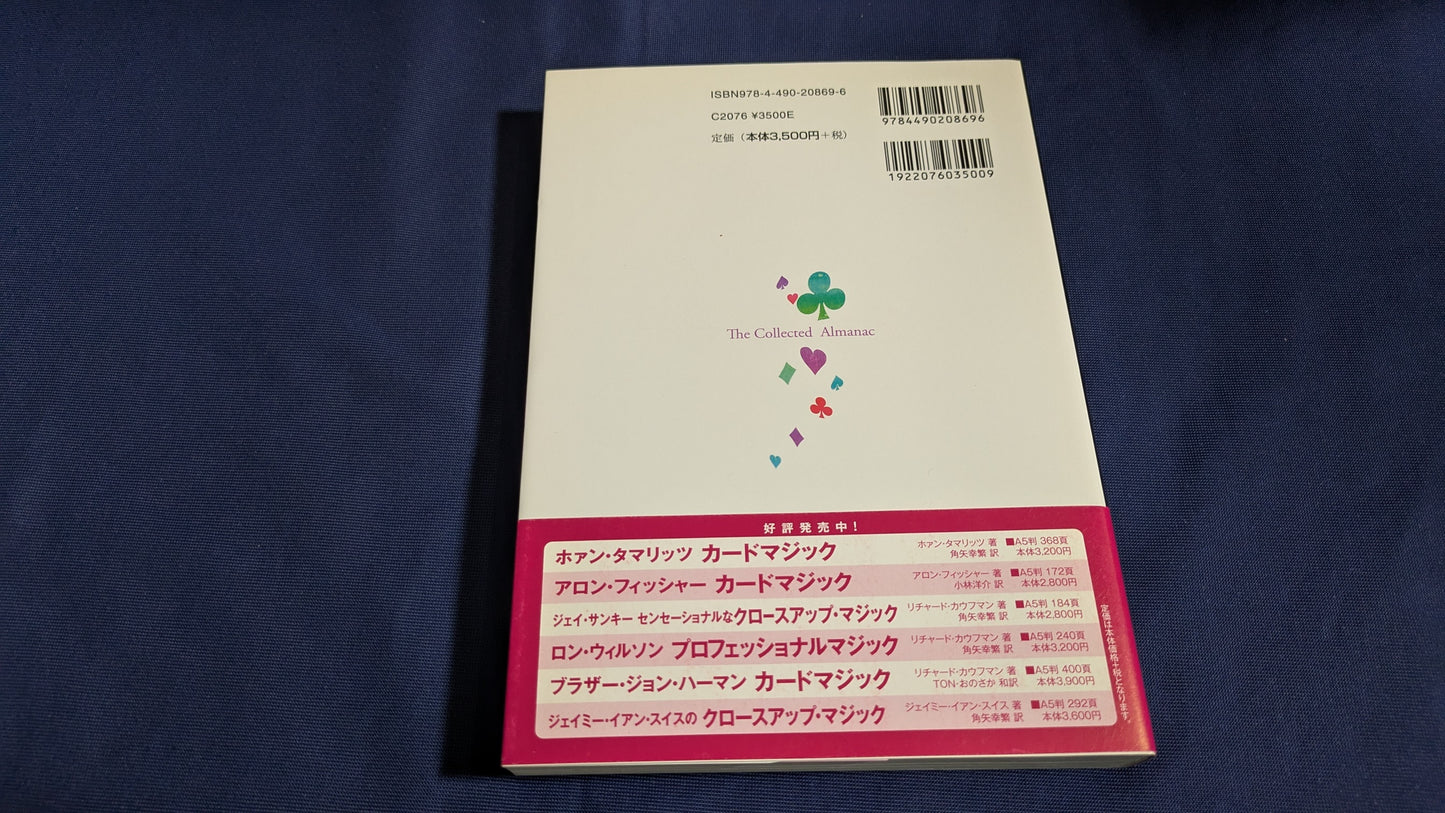 ISBN978-4-490-20869-6
C2076 ¥3500E
定価（本体3,500円＋税）
9784490208696
1922076035009
The Collected Almanac
好評発売中！
ホァン・タマリッツ カードマジック ホァン・タマリッツ 著 ■A5判 368頁
角矢幸繁 訳 本体3,200円
アロン・フィッシャー カードマジック アロン・フィッシャー 著 ■A5判 172頁
小林洋介 訳 本体2,800円
ジェイ・サンキー センセーショナルなクロースアップ・マジック リチャード・カウフマン 著 ■A5判 184頁
角矢幸繁 訳 本体2,800円
ロン・ウィルソン プロフェッショナルマジック リチャード・カウフマン 著 ■A5判 240頁
角矢幸繁 訳 本体3,200円
ブラザー・ジョン・ハーマン カードマジック リチャード・カウフマン 著 ■A5判 400頁
TON・おのさか 和訳 本体3,900円
ジェイミー・イアン・スイスの クロースアップ・マジック ジェイミー・イアン・スイス 著 ■A5判 292頁
角矢幸繁 訳 本体3,600円
定価は本体価格+税となります。